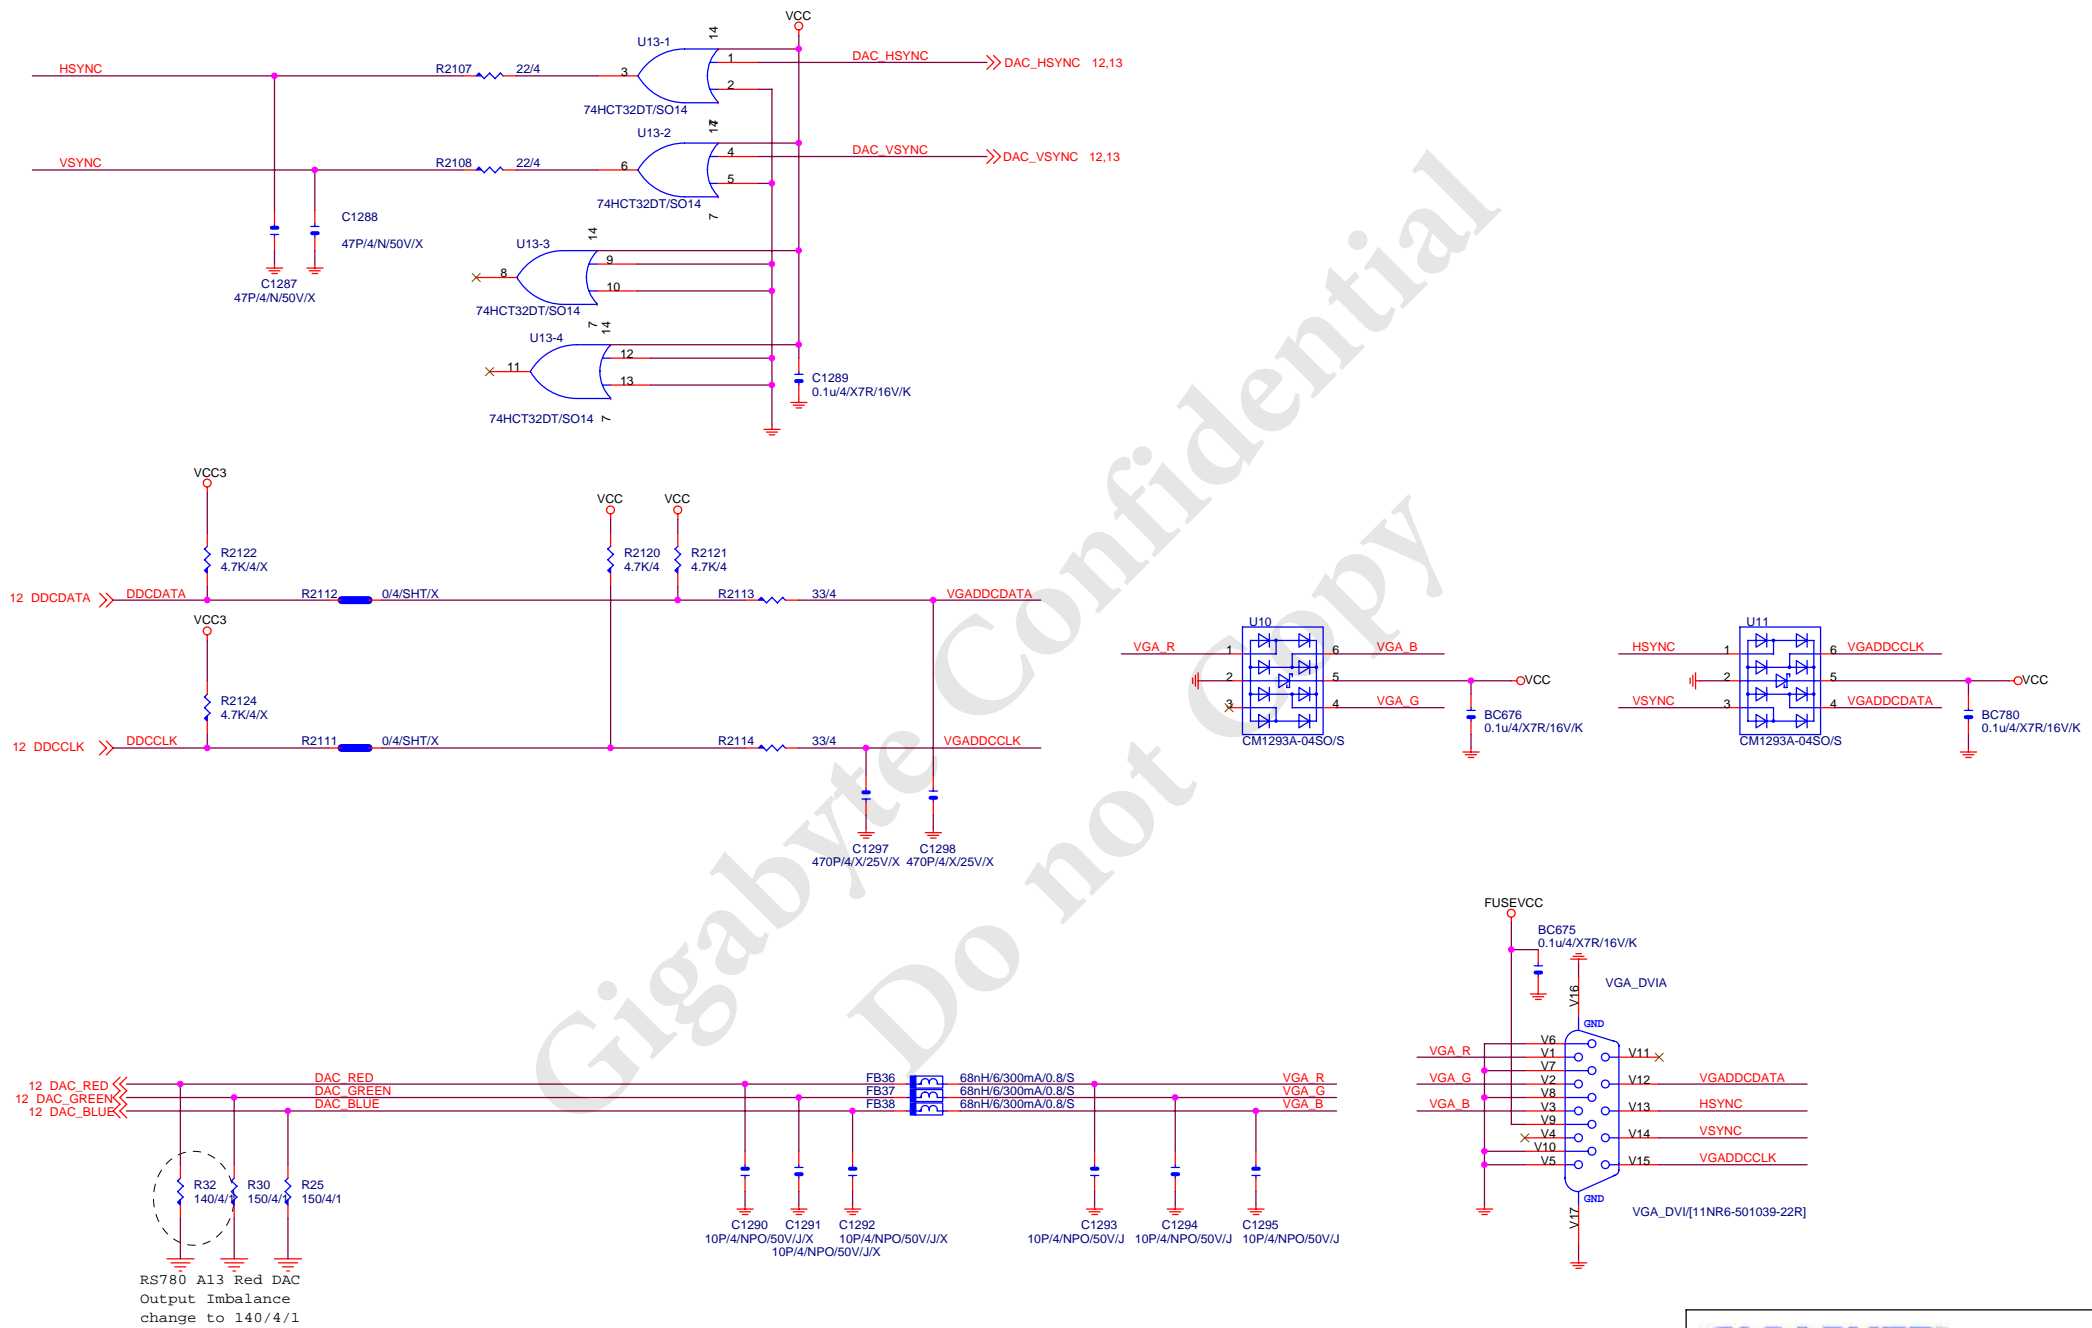 VCC
14
U13-1
HSYNC
R2107
22/4
3
1
2
DAC_HSYNC
DAC_HSYNC 12,13
74HCT32DT/SO14
7
14
U13-2
VSYNC
R2108
22/4
6
4
5
DAC_VSYNC
DAC_VSYNC 12,13
74HCT32DT/SO14
7
C1288
47P/4/N/50V/X
C1287
47P/4/N/50V/X
14
U13-3
8
9
10
74HCT32DT/SO14
7
14
U13-4
11
12
13
74HCT32DT/SO14
7
C1289
0.1u/4/X7R/16V/K
VCC3
R2122
4.7K/4/X
VCC
VCC
R2120
4.7K/4
R2121
4.7K/4
12 DDCDATA
DDCDATA
R2112
0/4/SHT/X
R2113
33/4
VGADDCDATA
VCC3
R2124
4.7K/4/X
12 DDCCLK
DDCCLK
R2111
0/4/SHT/X
R2114
33/4
VGADDCCLK
C1297
470P/4/X/25V/X
C1298
470P/4/X/25V/X
U10
VGA_R
1
6
VGA_B
2
5
VCC
3
4
VGA_G
BC676
0.1u/4/X7R/16V/K
CM1293A-04SO/S
U11
HSYNC
1
6
VGADDCCLK
2
5
VCC
VSYNC
3
4
VGADDCDATA
BC780
0.1u/4/X7R/16V/K
CM1293A-04SO/S
Gigabyte Confidential
Do not Copy
FUSEVCC
BC675
0.1u/4/X7R/16V/K
VGA_DVIA
V16
GND
V6
VGA_R
V1
V11
V7
VGA_G
V2
V12
VGADDCDATA
V8
VGA_B
V3
V13
HSYNC
V9
V4
V14
VSYNC
V10
V5
V15
VGADDCCLK
GND
V17
VGA_DVI/[11NR6-501039-22R]
12 DAC_RED
DAC_RED
FB36
68nH/6/300mA/0.8/S
VGA_R
12 DAC_GREEN
DAC_GREEN
FB37
68nH/6/300mA/0.8/S
VGA_G
12 DAC_BLUE
DAC_BLUE
FB38
68nH/6/300mA/0.8/S
VGA_B
R32
140/4/1
R30
150/4/1
R25
150/4/1
C1290
10P/4/NPO/50V/J/X
C1291
10P/4/NPO/50V/J/X
C1292
10P/4/NPO/50V/J/X
C1293
10P/4/NPO/50V/J
C1294
10P/4/NPO/50V/J
C1295
10P/4/NPO/50V/J
RS780 A13 Red DAC
Output Imbalance
change to 140/4/1